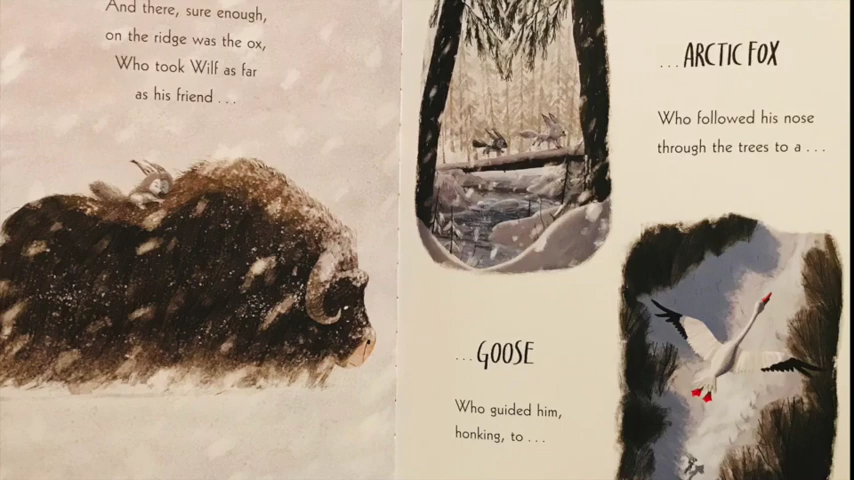 And there, sure enough,
on the ridge was the ox,
Who took Wilf as far
as his friend . . .
. . . ARCTIC FOX
Who followed his nose
through the trees to a . . .
. . . GOOSE
Who guided him,
honking, to . . .